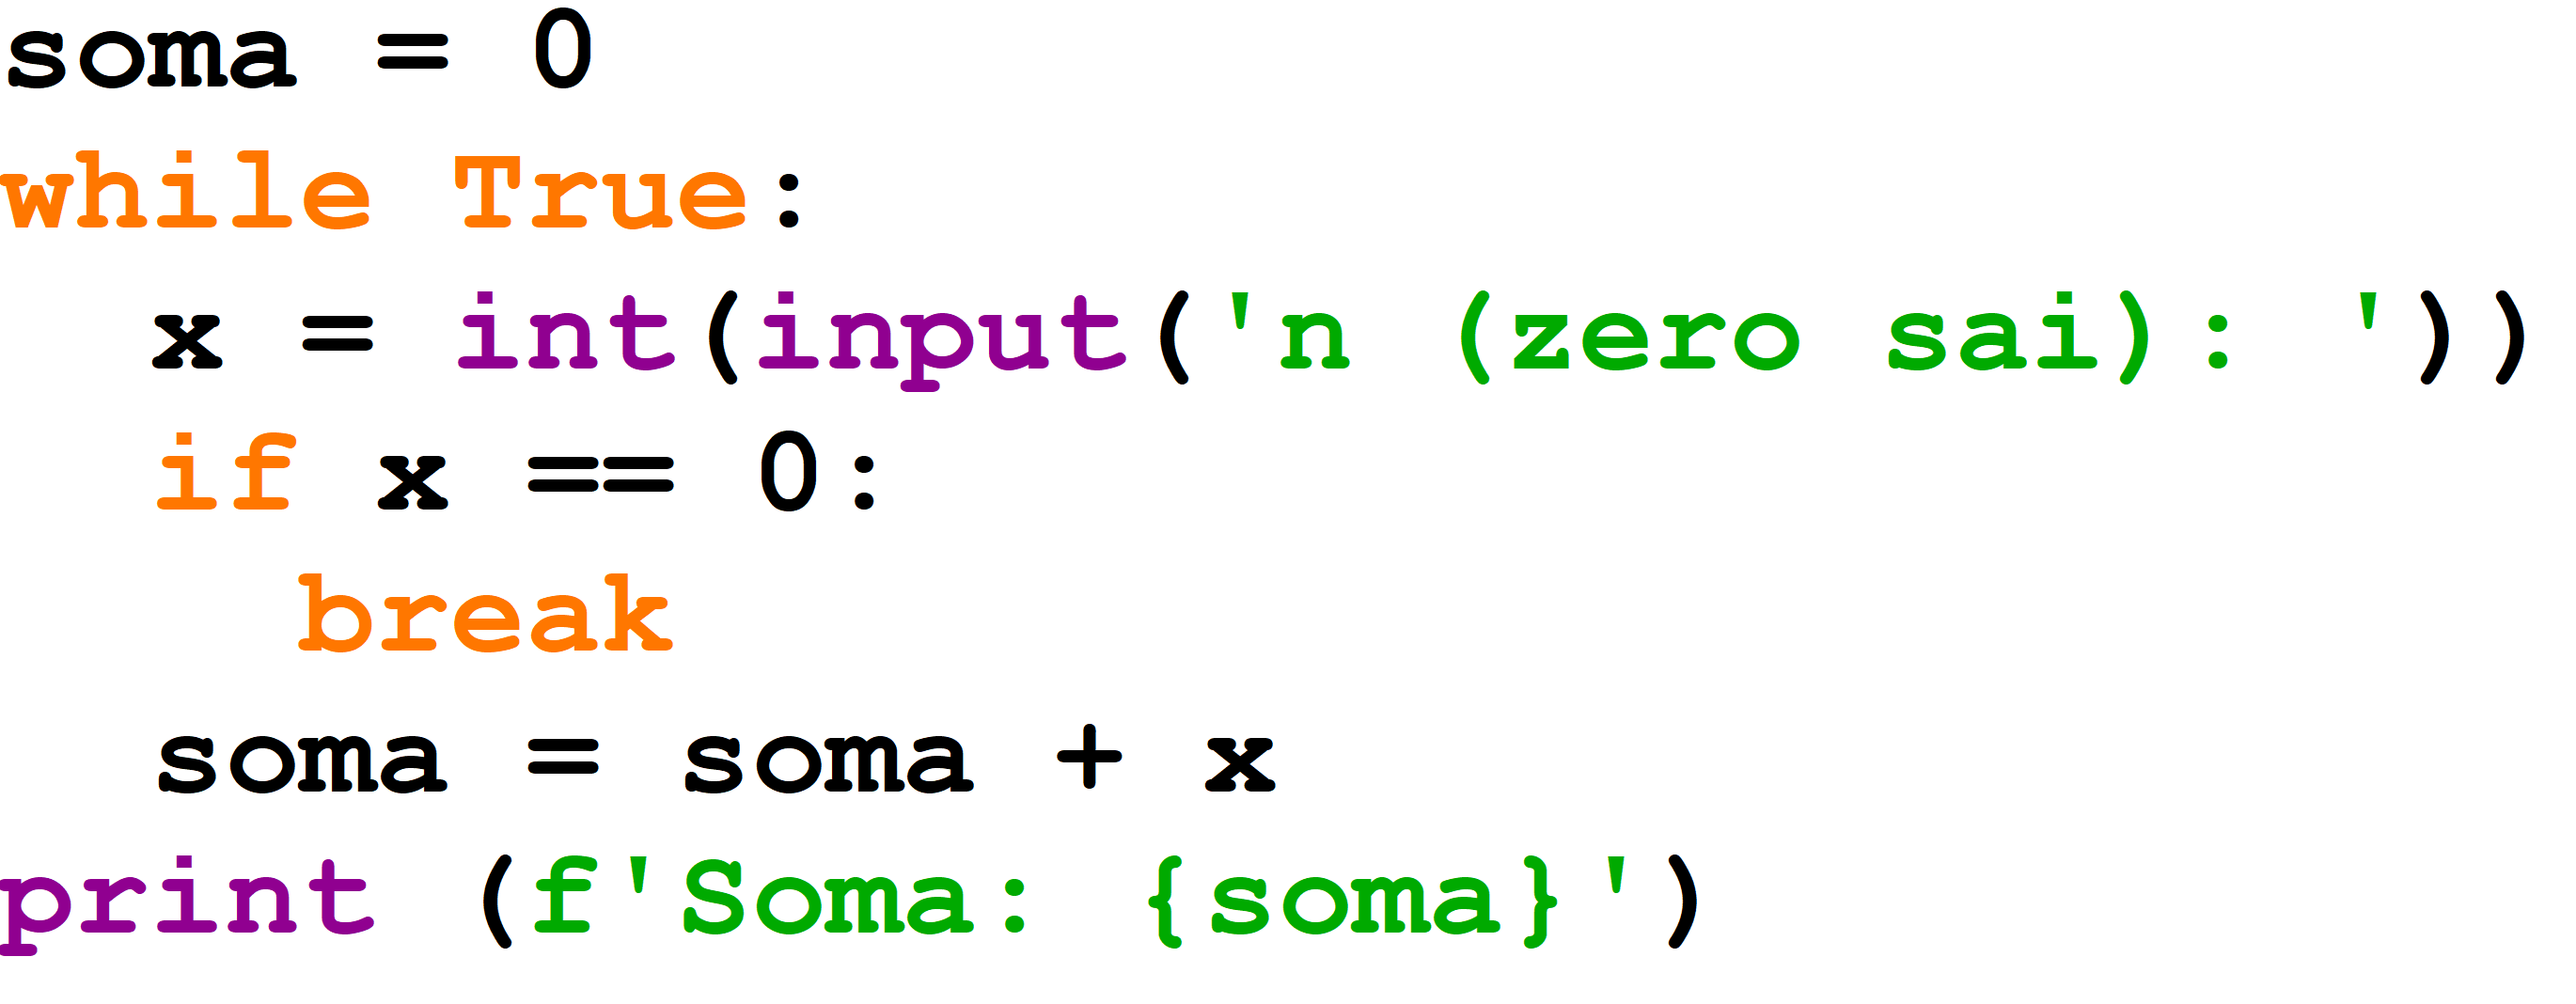 soma = 0
while True:
  x = int(input('n (zero sai): '))
  if x == 0:
    break
  soma = soma + x
print (f'Soma: {soma}')